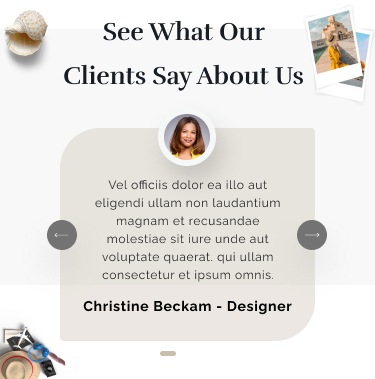 See What Our
Clients Say About Us
Vel officiis dolor ea illo aut
eligendi ullam non laudantium
magnam et recusandae
molestiae sit iure unde aut
voluptate quaerat. qui ullam
consectetur et ipsum omnis.
Christine Beckam - Designer